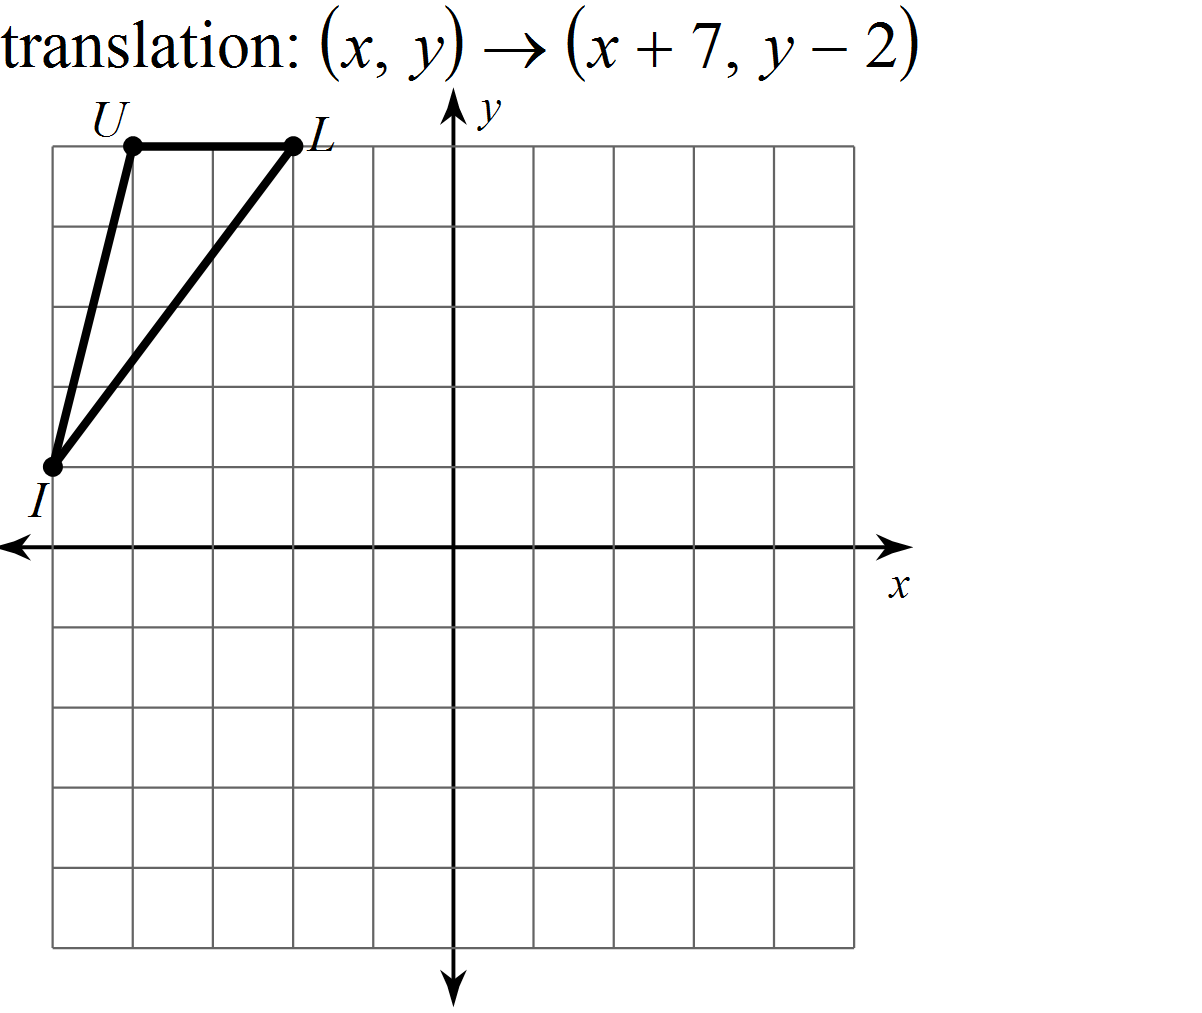 translation: (x, y) → (x + 7, y − 2)
y
U
L
I
x